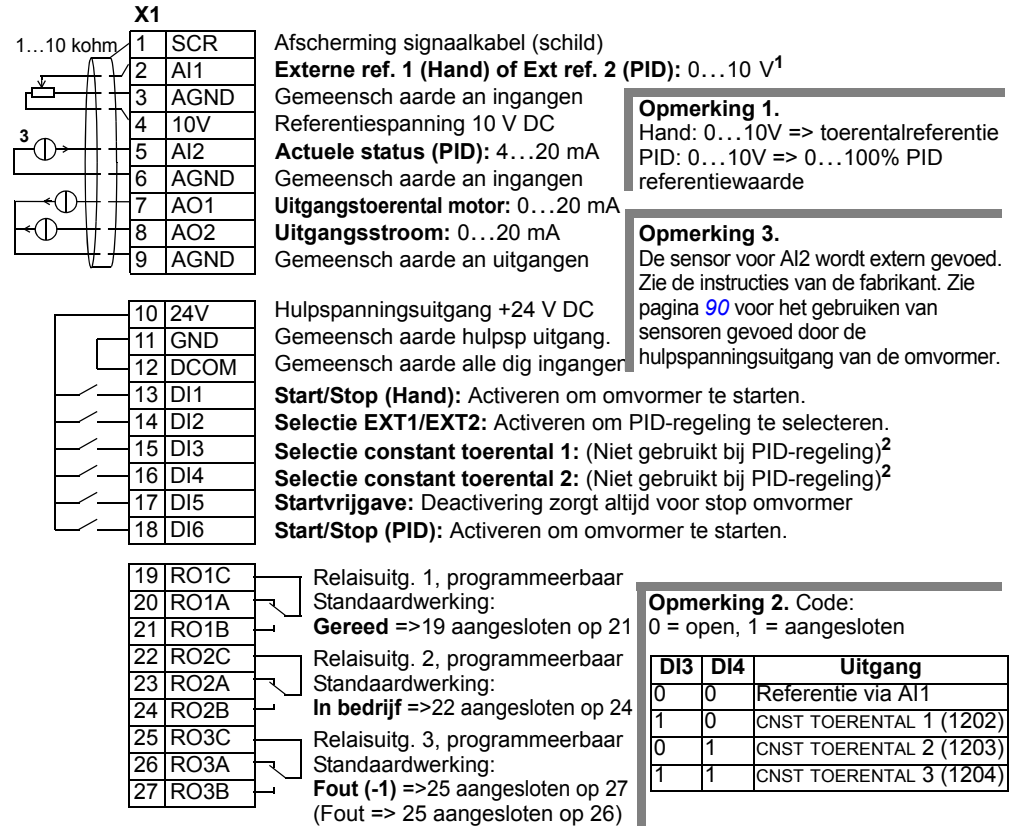 X1
1…10 kohm
1 SCR Afscherming signaalkabel (schild)
2 AI1 Externe ref. 1 (Hand) of Ext ref. 2 (PID): 0…10 V1
3 AGND Gemeensch aarde an ingangen
4 10V Referentiespanning 10 V DC
3
5 AI2 Actuele status (PID): 4…20 mA
6 AGND Gemeensch aarde an ingangen
7 AO1 Uitgangstoerental motor: 0…20 mA
8 AO2 Uitgangsstroom: 0…20 mA
9 AGND Gemeensch aarde an uitgangen
Opmerking 1.
Hand: 0…10V => toerentalreferentie
PID: 0…10V => 0…100% PID
referentiewaarde
Opmerking 3.
De sensor voor AI2 wordt extern gevoed.
Zie de instructies van de fabrikant. Zie
pagina 90 voor het gebruiken van
sensoren gevoed door de
hulpspanningsuitgang van de omvormer.
10 24V Hulpspanningsuitgang +24 V DC
11 GND Gemeensch aarde hulpsp uitgang.
12 DCOM Gemeensch aarde alle dig ingangen
13 DI1 Start/Stop (Hand): Activeren om omvormer te starten.
14 DI2 Selectie EXT1/EXT2: Activeren om PID-regeling te selecteren.
15 DI3 Selectie constant toerental 1: (Niet gebruikt bij PID-regeling)2
16 DI4 Selectie constant toerental 2: (Niet gebruikt bij PID-regeling)2
17 DI5 Startvrijgave: Deactivering zorgt altijd voor stop omvormer
18 DI6 Start/Stop (PID): Activeren om omvormer te starten.
19 RO1C Relaisuitg. 1, programmeerbaar
20 RO1A Standaardwerking:
21 RO1B Gereed =>19 aangesloten op 21
22 RO2C Relaisuitg. 2, programmeerbaar
23 RO2A Standaardwerking:
24 RO2B In bedrijf =>22 aangesloten op 24
25 RO3C Relaisuitg. 3, programmeerbaar
26 RO3A Standaardwerking:
27 RO3B Fout (-1) =>25 aangesloten op 27
(Fout => 25 aangesloten op 26)
Opmerking 2. Code:
0 = open, 1 = aangesloten
DI3 DI4 Uitgang
0 0 Referentie via AI1
1 0 CNST TOERENTAL 1 (1202)
0 1 CNST TOERENTAL 2 (1203)
1 1 CNST TOERENTAL 3 (1204)